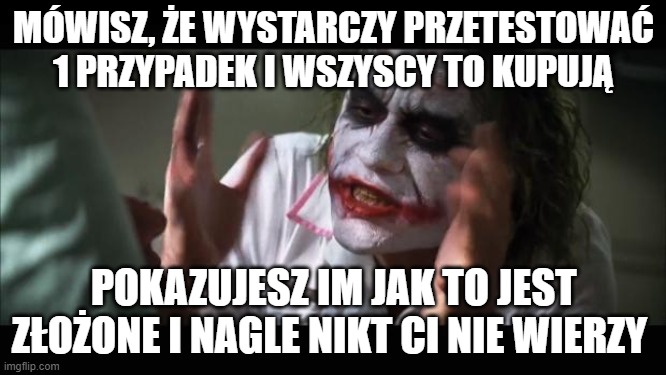 MÓWISZ, ŻE WYSTARCZY PRZETESTOWAĆ
1 PRZYPADEK I WSZYSCY TO KUPUJĄ
POKAZUJESZ IM JAK TO JEST
ZŁOŻONE I NAGLE NIKT CI NIE WIERZY
imgflip.com